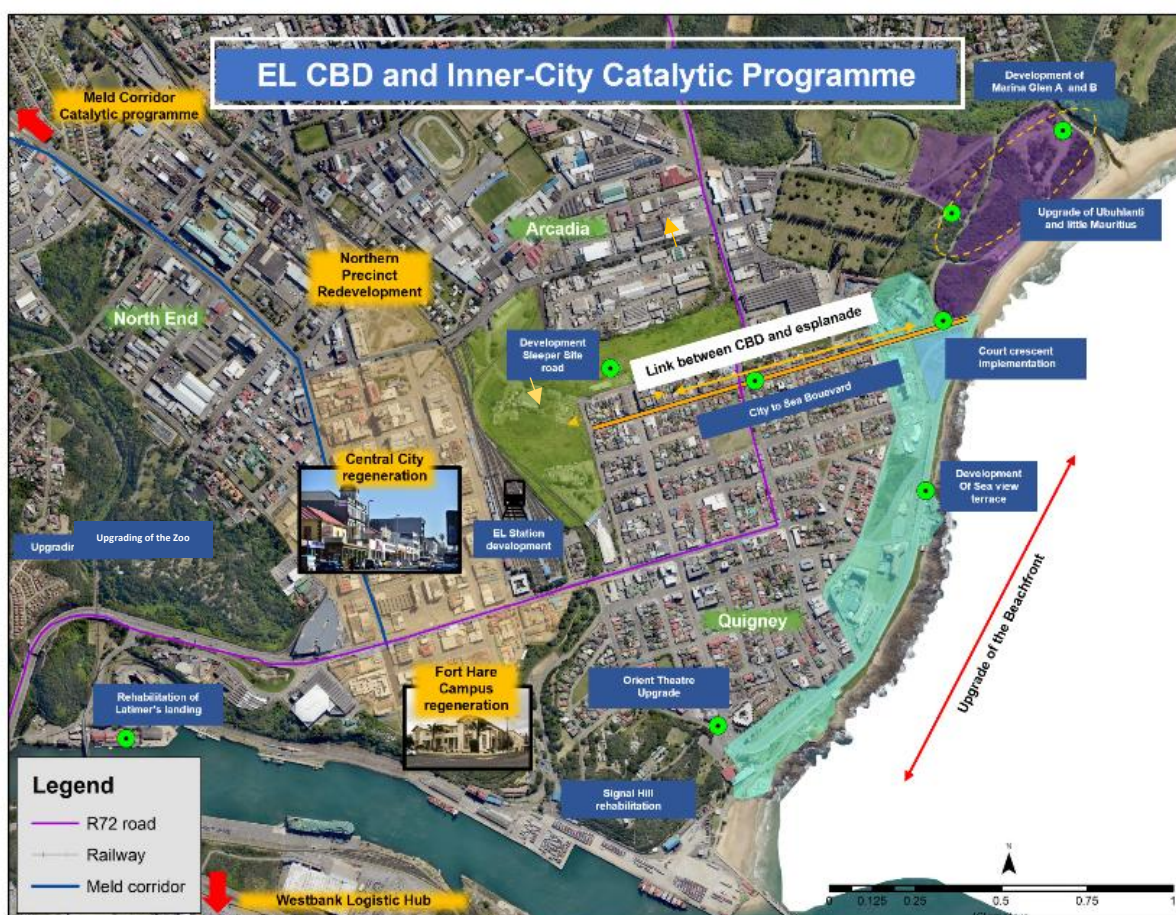 EL CBD and Inner-City Catalytic Programme
Development of
Marina Glen A and B
Meld Corridor
Catalytic programme
Upgrade of Ubuhlanti
and little Mauritius
Arcadia
Northern
Precinct
Redevelopment
North End
Development
Sleeper Site
road
Link between CBD and esplanade
Court crescent
implementation
City to Sea Bouevard
Central City
regeneration
Development
Of Sea view
terrace
EL Station
development
Upgrading of the Zoo
Upgradin
Upgrade of the Beachfront
Quigney
Fort Hare
Campus
regeneration
Orient Theatre
Upgrade
Rehabilitation of
Latimer's landing
Signal Hill
rehabilitation
Legend
R72 road
Railway
Meld corridor
Westbank Logistic Hub
N
0 0.125 0.25 0.5 0.75